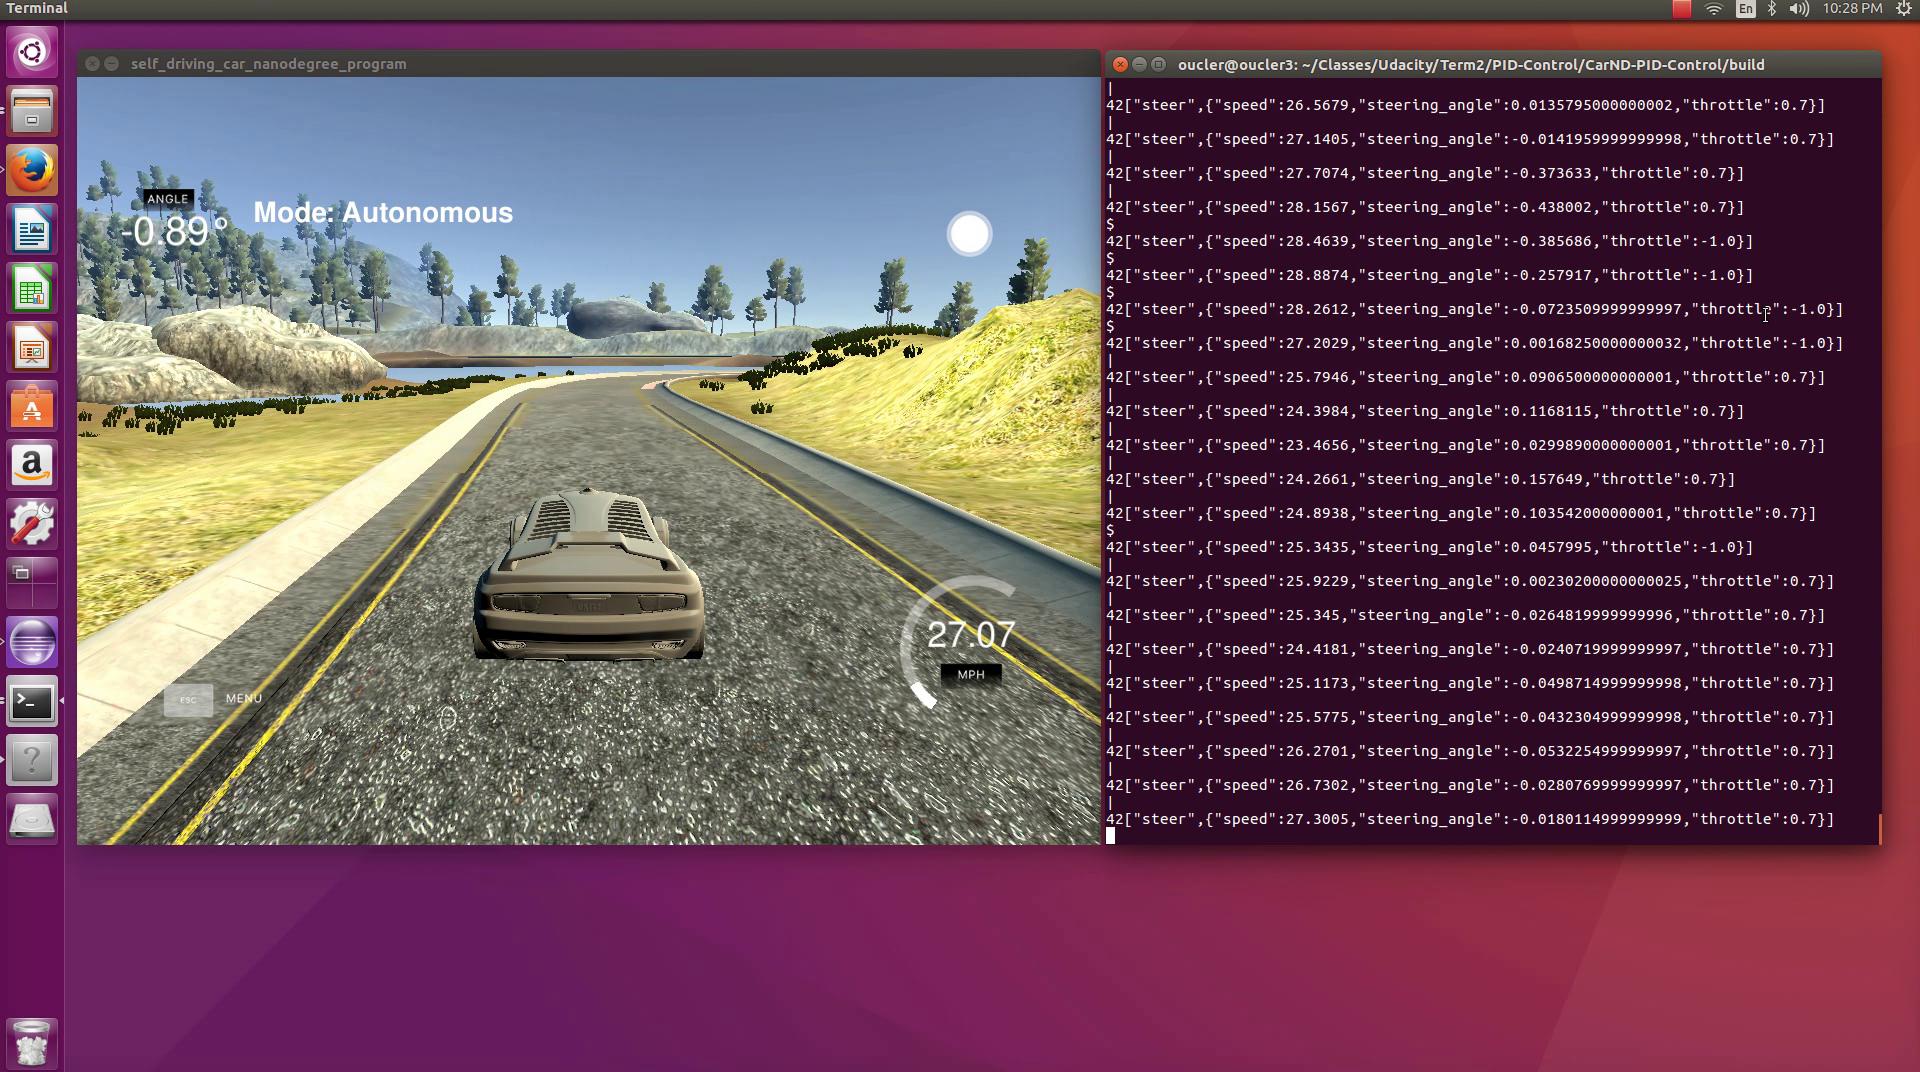 Terminal
En
10:28 PM
self_driving_car_nanodegree_program
ANGLE
-0.89°
Mode: Autonomous
27.07
MPH
ESC
MENU
oucler@oucler3: ~/Classes/Udacity/Term2/PID-Control/CarND-PID-Control/build
|
42["steer",{"speed":26.5679,"steering_angle":0.0135795000000002,"throttle":0.7}]
|
42["steer",{"speed":27.1405,"steering_angle":-0.0141959999999998,"throttle":0.7}]
|
42["steer",{"speed":27.7074,"steering_angle":-0.373633,"throttle":0.7}]
|
42["steer",{"speed":28.1567,"steering_angle":-0.438002,"throttle":0.7}]
$
42["steer",{"speed":28.4639,"steering_angle":-0.385686,"throttle":-1.0}]
$
42["steer",{"speed":28.8874,"steering_angle":-0.257917,"throttle":-1.0}]
$
42["steer",{"speed":28.2612,"steering_angle":-0.0723509999999997,"throttle":-1.0}]
$
42["steer",{"speed":27.2029,"steering_angle":0.00168250000000032,"throttle":-1.0}]
|
42["steer",{"speed":25.7946,"steering_angle":0.0906500000000001,"throttle":0.7}]
|
42["steer",{"speed":24.3984,"steering_angle":0.1168115,"throttle":0.7}]
|
42["steer",{"speed":23.4656,"steering_angle":0.0299890000000001,"throttle":0.7}]
|
42["steer",{"speed":24.2661,"steering_angle":0.157649,"throttle":0.7}]
|
42["steer",{"speed":24.8938,"steering_angle":0.103542000000001,"throttle":0.7}]
$
42["steer",{"speed":25.3435,"steering_angle":0.0457995,"throttle":-1.0}]
|
42["steer",{"speed":25.9229,"steering_angle":0.00230200000000025,"throttle":0.7}]
|
42["steer",{"speed":25.345,"steering_angle":-0.0264819999999996,"throttle":0.7}]
|
42["steer",{"speed":24.4181,"steering_angle":-0.0240719999999997,"throttle":0.7}]
|
42["steer",{"speed":25.1173,"steering_angle":-0.0498714999999998,"throttle":0.7}]
|
42["steer",{"speed":25.5775,"steering_angle":-0.0432304999999998,"throttle":0.7}]
|
42["steer",{"speed":26.2701,"steering_angle":-0.0532254999999997,"throttle":0.7}]
|
42["steer",{"speed":26.7302,"steering_angle":-0.0280769999999997,"throttle":0.7}]
|
42["steer",{"speed":27.3005,"steering_angle":-0.0180114999999999,"throttle":0.7}]